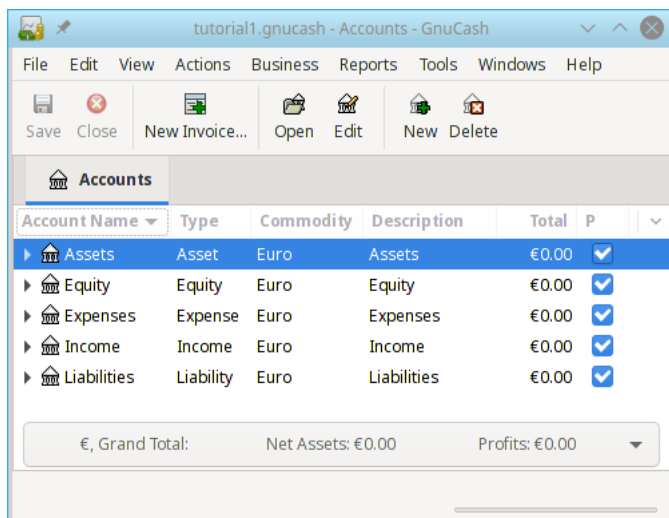 tutorial1.gnucash - Accounts - GnuCash
File Edit View Actions Business Reports Tools Windows Help
Save Close New Invoice... Open Edit New Delete
Accounts
Account Name Type Commodity Description Total P
Assets Asset Euro Assets €0.00
Equity Equity Euro Equity €0.00
Expenses Expense Euro Expenses €0.00
Income Income Euro Income €0.00
Liabilities Liability Euro Liabilities €0.00
€, Grand Total: Net Assets: €0.00 Profits: €0.00